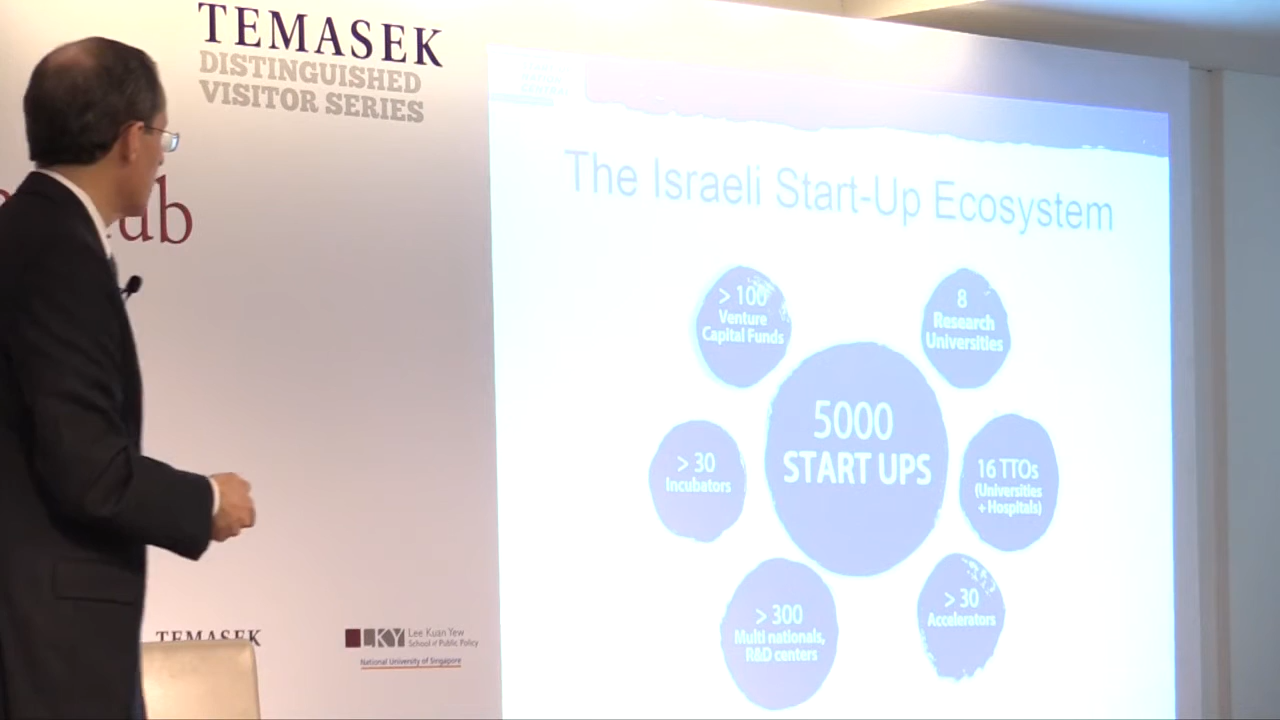 TEMASEK
DISTINGUISHED
VISITOR SERIES
ub
The Israeli Start-Up Ecosystem
> 100
Venture
Capital Funds
8
Research
Universities
5000
START UPS
> 30
Incubators
16 TTOs
(Universities
+ Hospitals)
> 300
Multi nationals,
R&D centers
> 30
Accelerators
TEMASEK
LKY Lee Kuan Yew
School of Public Policy
National University of Singapore